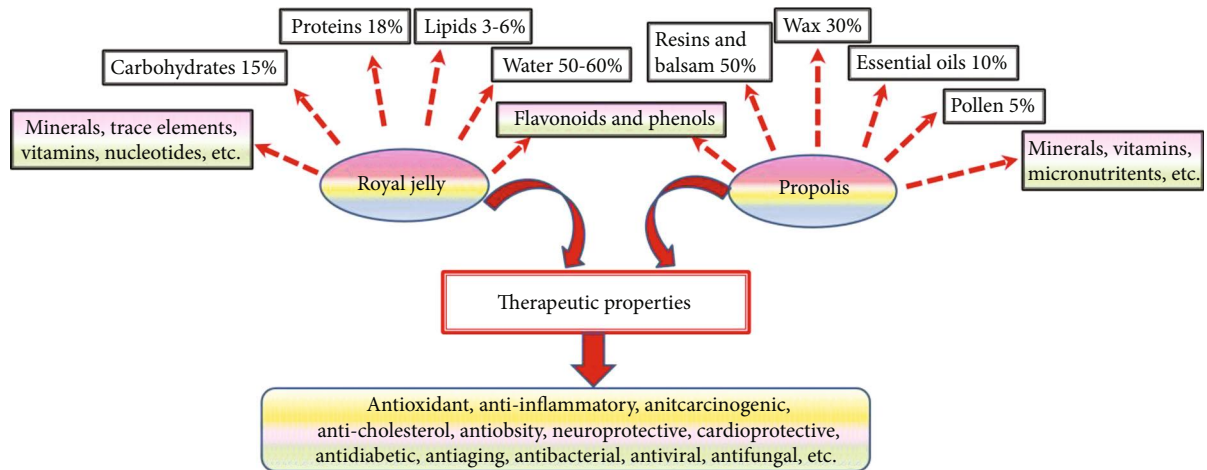 Proteins 18%
Lipids 3-6%
Carbohydrates 15%
Water 50-60%
Minerals, trace elements,
vitamins, nucleotides, etc.
Flavonoids and phenols
Royal jelly
Resins and
balsam 50%
Wax 30%
Essential oils 10%
Pollen 5%
Minerals, vitamins,
micronutritents, etc.
Propolis
Therapeutic properties
Antioxidant, anti-inflammatory, anitcarcinogenic,
anti-cholesterol, antiobsity, neuroprotective, cardioprotective,
antidiabetic, antiaging, antibacterial, antiviral, antifungal, etc.